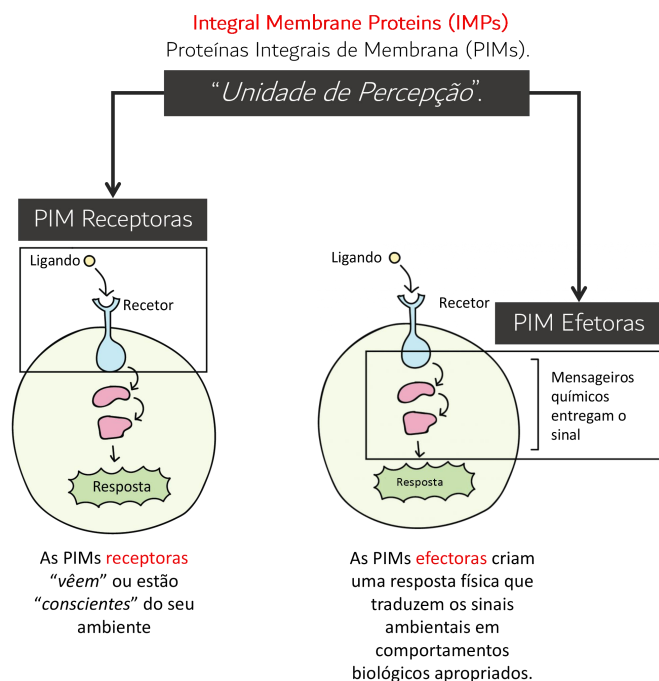 Integral Membrane Proteins (IMPs)
Proteínas Integrais de Membrana (PIMs).
“Unidade de Percepção”.
PIM Receptoras
Ligando
Recetor
Resposta
As PIMs receptoras
“vêem” ou estão
“conscientes” do seu
ambiente
Ligando
Recetor
PIM Efetoras
Mensageiros
químicos
entregam o
sinal
Resposta
As PIMs efectoras criam
uma resposta física que
traduzem os sinais
ambientais em
comportamentos
biológicos apropriados.